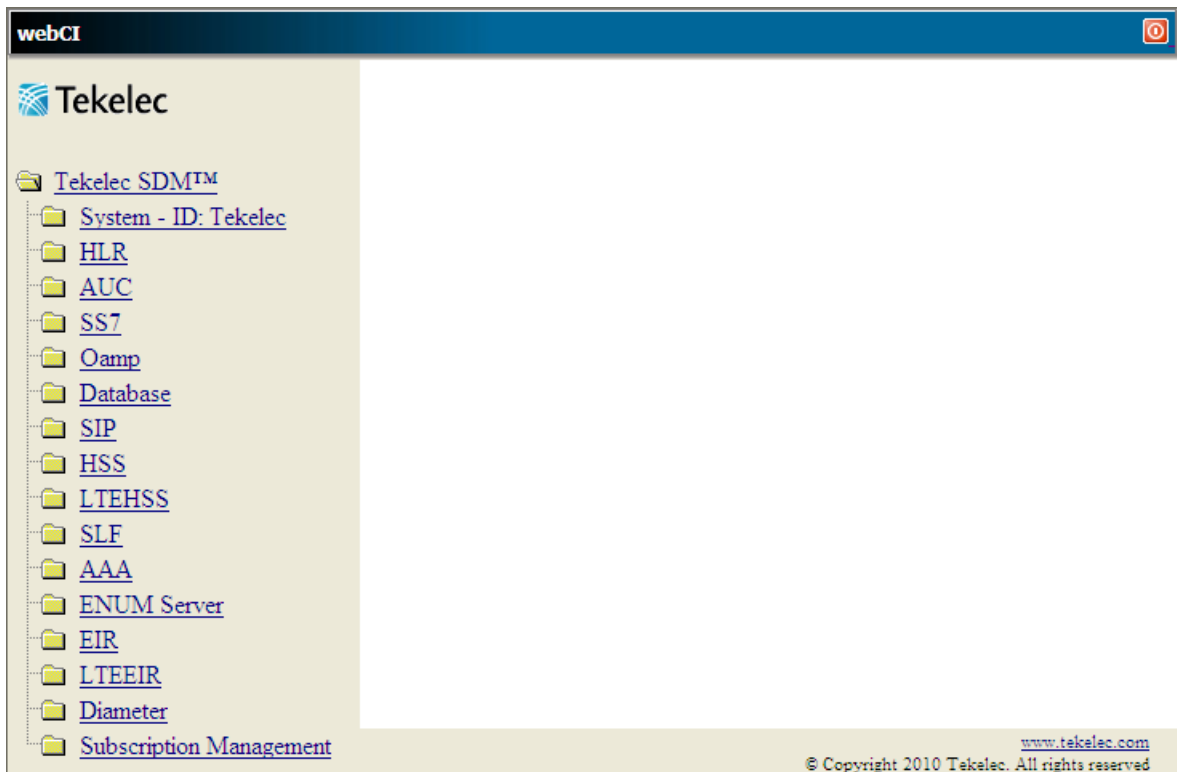 webCI
Tekelec
Tekelec SDM™
System - ID: Tekelec
HLR
AUC
SS7
Oamp
Database
SIP
HSS
LTEHSS
SLF
AAA
ENUM Server
EIR
LTEEIR
Diameter
Subscription Management
www.tekelec.com
© Copyright 2010 Tekelec. All rights reserved